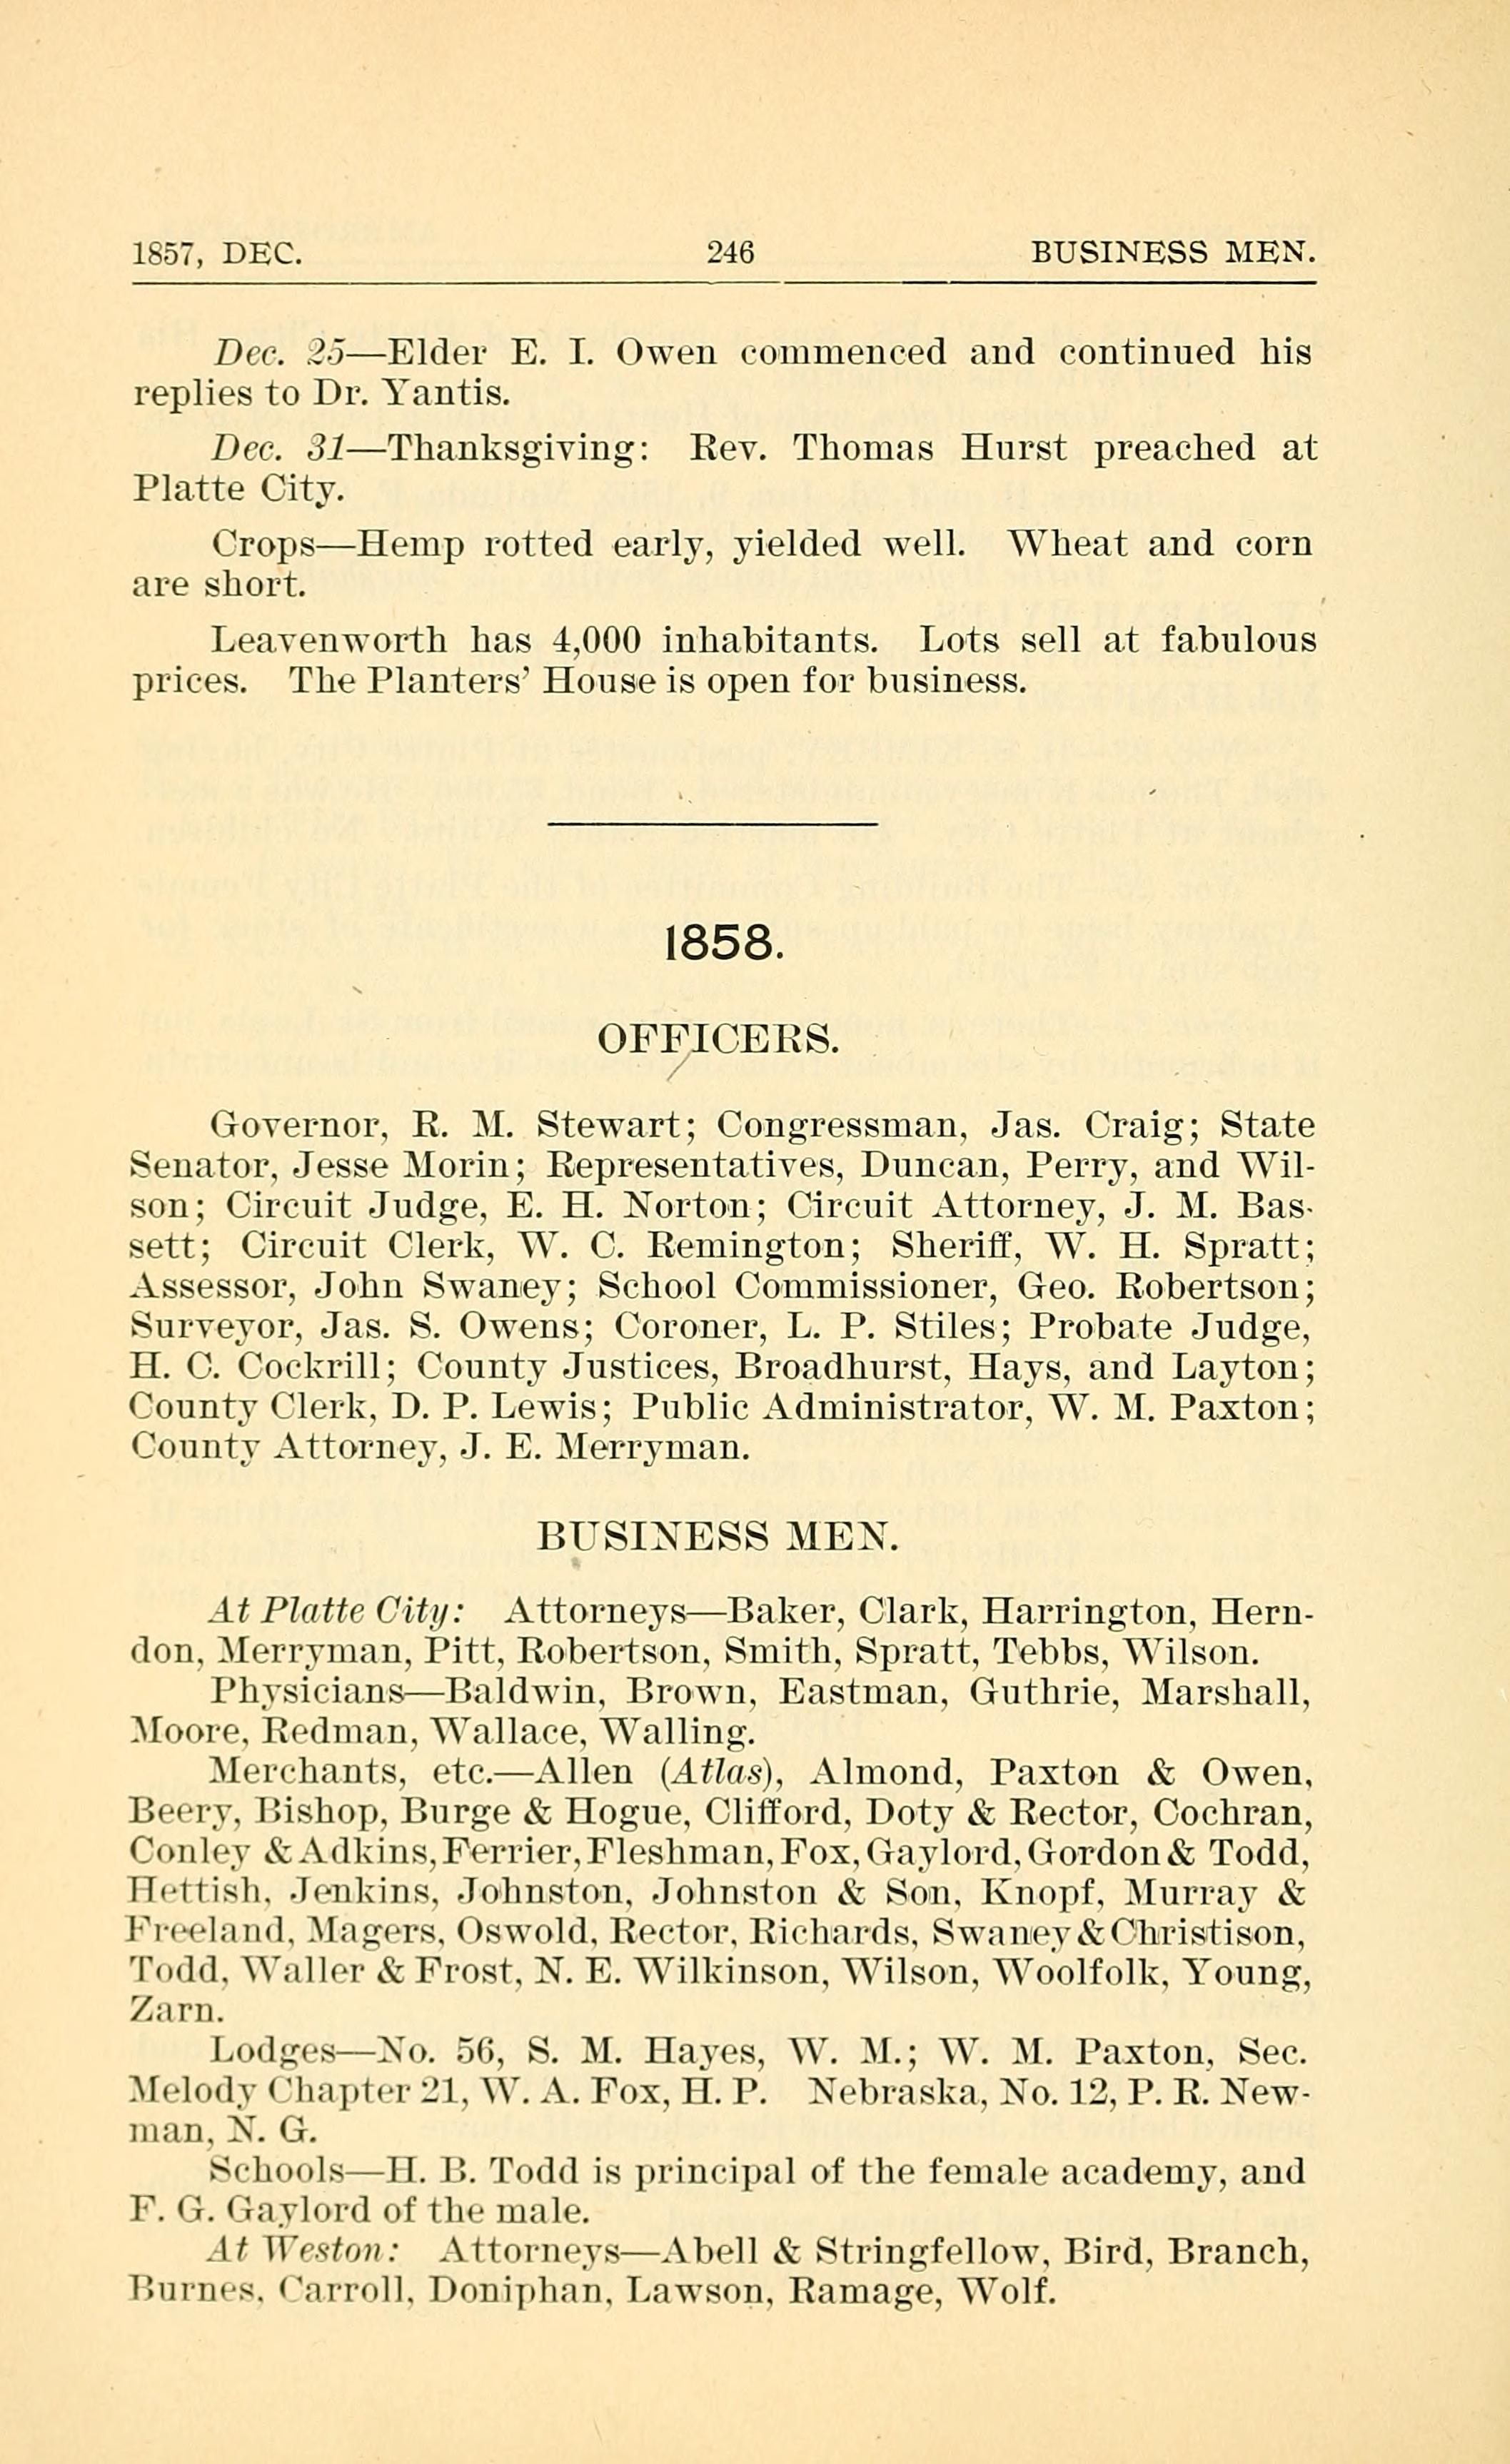 1857, DEC. 246 BUSINESS MEN.
Dec. 25—Elder E. I. Owen commenced and continued his
replies to Dr. Yantis.
Dec. 31—Thanksgiving: Rev. Thomas Hurst preached at
Platte City.
Crops—Hemp rotted early, yielded well. Wheat and corn
are short.
Leavenworth has 4,000 inhabitants. Lots sell at fabulous
prices. The Planters' House is open for business.
1858.
OFFICERS.
Governor, R. M. Stewart; Congressman, Jas. Craig; State
Senator, Jesse Morin; Representatives, Duncan, Perry, and Wil-
son; Circuit Judge, E. H. Norton; Circuit Attorney, J. M. Bas-
sett; Circuit Clerk, W. C. Remington; Sheriff, W. H. Spratt;
Assessor, John Swaney; School Commissioner, Geo. Robertson;
Surveyor, Jas. S. Owens; Coroner, L. P. Stiles; Probate Judge,
H. C. Cockrill; County Justices, Broadhurst, Hays, and Layton;
County Clerk, D. P. Lewis; Public Administrator, W. M. Paxton;
County Attorney, J. E. Merryman.
BUSINESS MEN.
At Platte City: Attorneys—Baker, Clark, Harrington, Hern-
don, Merryman, Pitt, Robertson, Smith, Spratt, Tebbs, Wilson.
Physicians—Baldwin, Brown, Eastman, Guthrie, Marshall,
Moore, Redman, Wallace, Walling.
Merchants, etc.—Allen (Atlas), Almond, Paxton & Owen,
Beery, Bishop, Burge & Hogue, Clifford, Doty & Rector, Cochran,
Conley & Adkins, Ferrier, Fleshman, Fox, Gaylord, Gordon & Todd,
Hettish, Jenkins, Johnston, Johnston & Son, Knopf, Murray &
Freeland, Magers, Oswold, Rector, Richards, Swaney & Christison,
Todd, Waller & Frost, N. E. Wilkinson, Wilson, Woolfolk, Young,
Zarn.
Lodges—No. 56, S. M. Hayes, W. M.; W. M. Paxton, Sec.
Melody Chapter 21, W. A. Fox, H. P. Nebraska, No. 12, P. R. New-
man, N. G.
Schools—H. B. Todd is principal of the female academy, and
F. G. Gaylord of the male.
At Weston: Attorneys—Abell & Stringfellow, Bird, Branch,
Burnes, Carroll, Doniphan, Lawson, Ramage, Wolf.